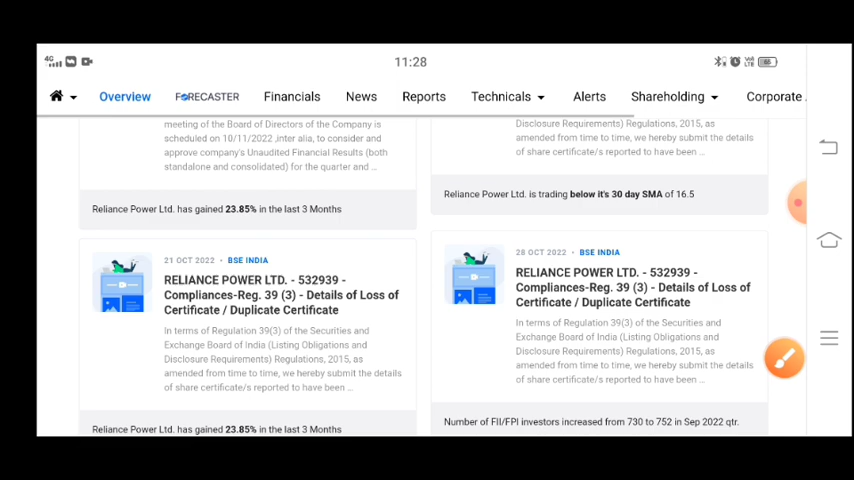 4G
11:28
VoI
LTE
65
Overview
FORECASTER
Financials
News
Reports
Technicals
Alerts
Shareholding
Corporate
meeting of the Board of Directors of the Company is
scheduled on 10/11/2022 ,inter alia, to consider and
approve company's Unaudited Financial Results (both
standalone and consolidated) for the quarter and ...
Reliance Power Ltd. has gained 23.85% in the last 3 Months
Disclosure Requirements) Regulations, 2015, as
amended from time to time, we hereby submit the details
of share certificate/s reported to have been ...
Reliance Power Ltd. is trading below it's 30 day SMA of 16.5
21 OCT 2022 • BSE INDIA
RELIANCE POWER LTD. - 532939 -
Compliances-Reg. 39 (3) - Details of Loss of
Certificate / Duplicate Certificate
In terms of Regulation 39(3) of the Securities and
Exchange Board of India (Listing Obligations and
Disclosure Requirements) Regulations, 2015, as
amended from time to time, we hereby submit the details
of share certificate/s reported to have been ...
Reliance Power Ltd. has gained 23.85% in the last 3 Months
28 OCT 2022 • BSE INDIA
RELIANCE POWER LTD. - 532939 -
Compliances-Reg. 39 (3) - Details of Loss of
Certificate / Duplicate Certificate
In terms of Regulation 39(3) of the Securities and
Exchange Board of India (Listing Obligations and
Disclosure Requirements) Regulations, 2015, as
amended from time to time, we hereby submit the details
of share certificate/s reported to have been ...
Number of FII/FPI investors increased from 730 to 752 in Sep 2022 qtr.